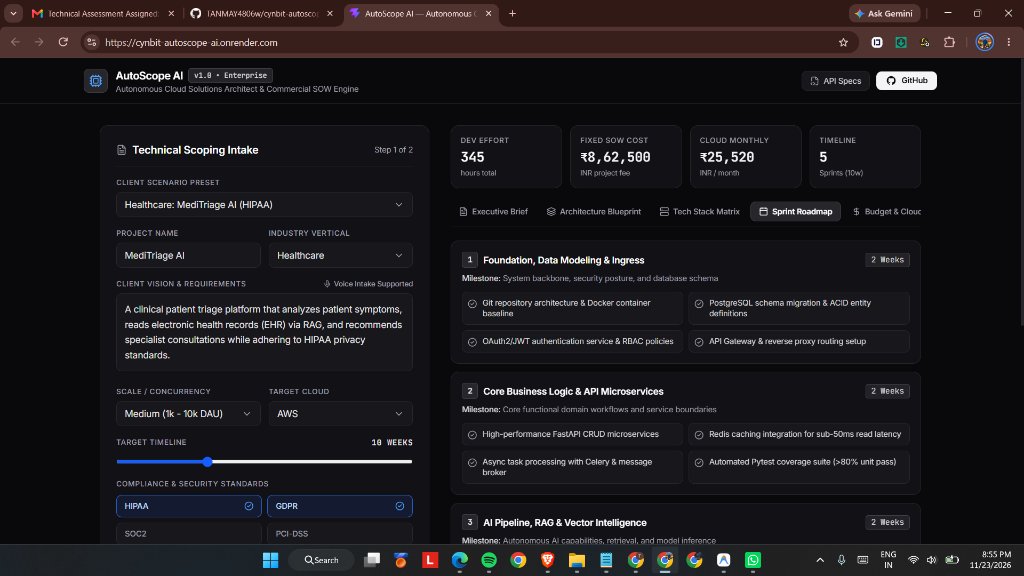 Technical Assessment Assigned:
TANMAY4806w/cynbit-autoscop
AutoScope AI — Autonomous C
Ask Gemini
https://cynbit-autoscope-ai.onrender.com
AutoScope AI
v1.0 • Enterprise
Autonomous Cloud Solutions Architect & Commercial SOW Engine
API Specs
GitHub
Technical Scoping Intake
Step 1 of 2
CLIENT SCENARIO PRESET
Healthcare: MediTriage AI (HIPAA)
PROJECT NAME
INDUSTRY VERTICAL
MediTriage AI
Healthcare
CLIENT VISION & REQUIREMENTS
Voice Intake Supported
A clinical patient triage platform that analyzes patient symptoms,
reads electronic health records (EHR) via RAG, and recommends
specialist consultations while adhering to HIPAA privacy
standards.
SCALE / CONCURRENCY
TARGET CLOUD
Medium (1k - 10k DAU)
AWS
TARGET TIMELINE
10 WEEKS
COMPLIANCE & SECURITY STANDARDS
HIPAA
GDPR
SOC2
PCI-DSS
DEV EFFORT
345
hours total
FIXED SOW COST
₹8,62,500
INR project fee
CLOUD MONTHLY
₹25,520
INR / month
TIMELINE
5
Sprints (10w)
Executive Brief
Architecture Blueprint
Tech Stack Matrix
Sprint Roadmap
$ Budget & Cloud
1
Foundation, Data Modeling & Ingress
2 Weeks
Milestone: System backbone, security posture, and database schema
Git repository architecture & Docker container
baseline
PostgreSQL schema migration & ACID entity
definitions
OAuth2/JWT authentication service & RBAC policies
API Gateway & reverse proxy routing setup
2
Core Business Logic & API Microservices
2 Weeks
Milestone: Core functional domain workflows and service boundaries
High-performance FastAPI CRUD microservices
Redis caching integration for sub-50ms read latency
Async task processing with Celery & message
broker
Automated Pytest coverage suite (>80% unit pass)
3
AI Pipeline, RAG & Vector Intelligence
2 Weeks
Milestone: Autonomous AI capabilities, retrieval, and model inference
Search
ENG
IN
8:55 PM
11/23/2026